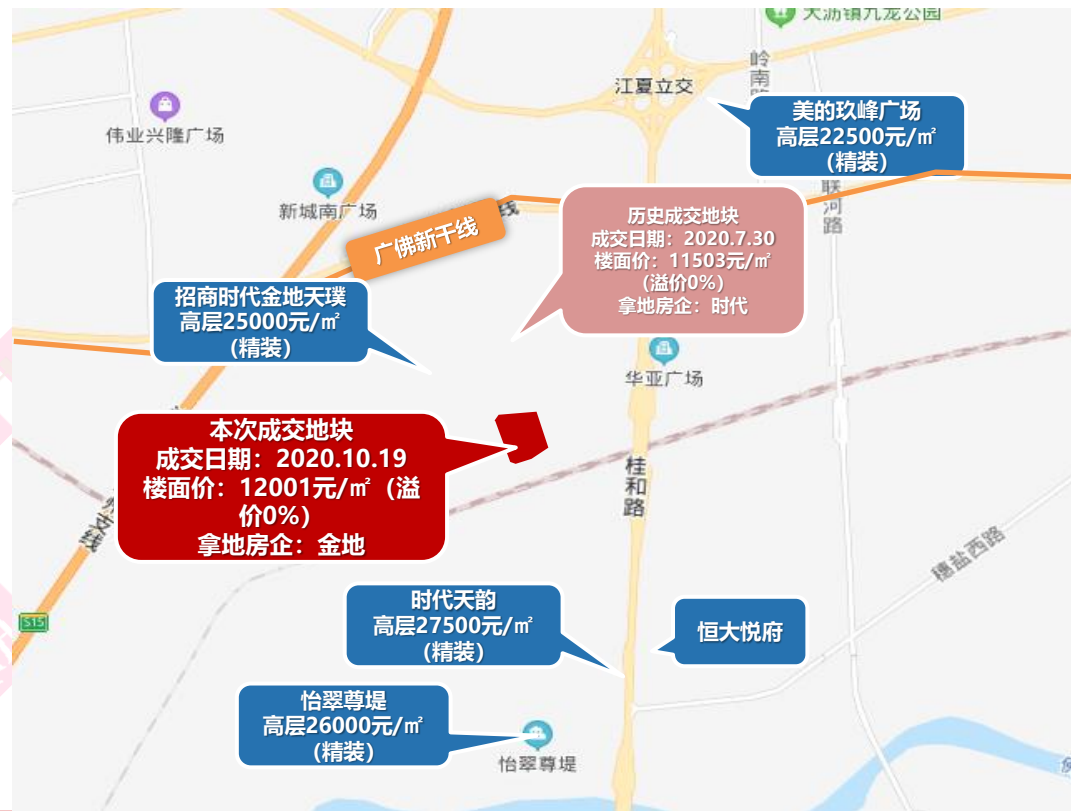 大沥镇九龙公园
江夏立交
岭南路
美的玖峰广场
高层22500元/㎡
(精装)
伟业兴隆广场
新城南广场
线
联河路
广佛新干线
历史成交地块
成交日期：2020.7.30
楼面价：11503元/㎡
(溢价0%)
拿地房企：时代
招商时代金地天璞
高层25000元/㎡
(精装)
华亚广场
本次成交地块
成交日期：2020.10.19
楼面价：12001元/㎡（溢
价0%）
拿地房企：金地
桂和路
支线
穗盐西路
S15
时代天韵
高层27500元/㎡
(精装)
恒大悦府
怡翠尊堤
高层26000元/㎡
(精装)
怡翠尊堤